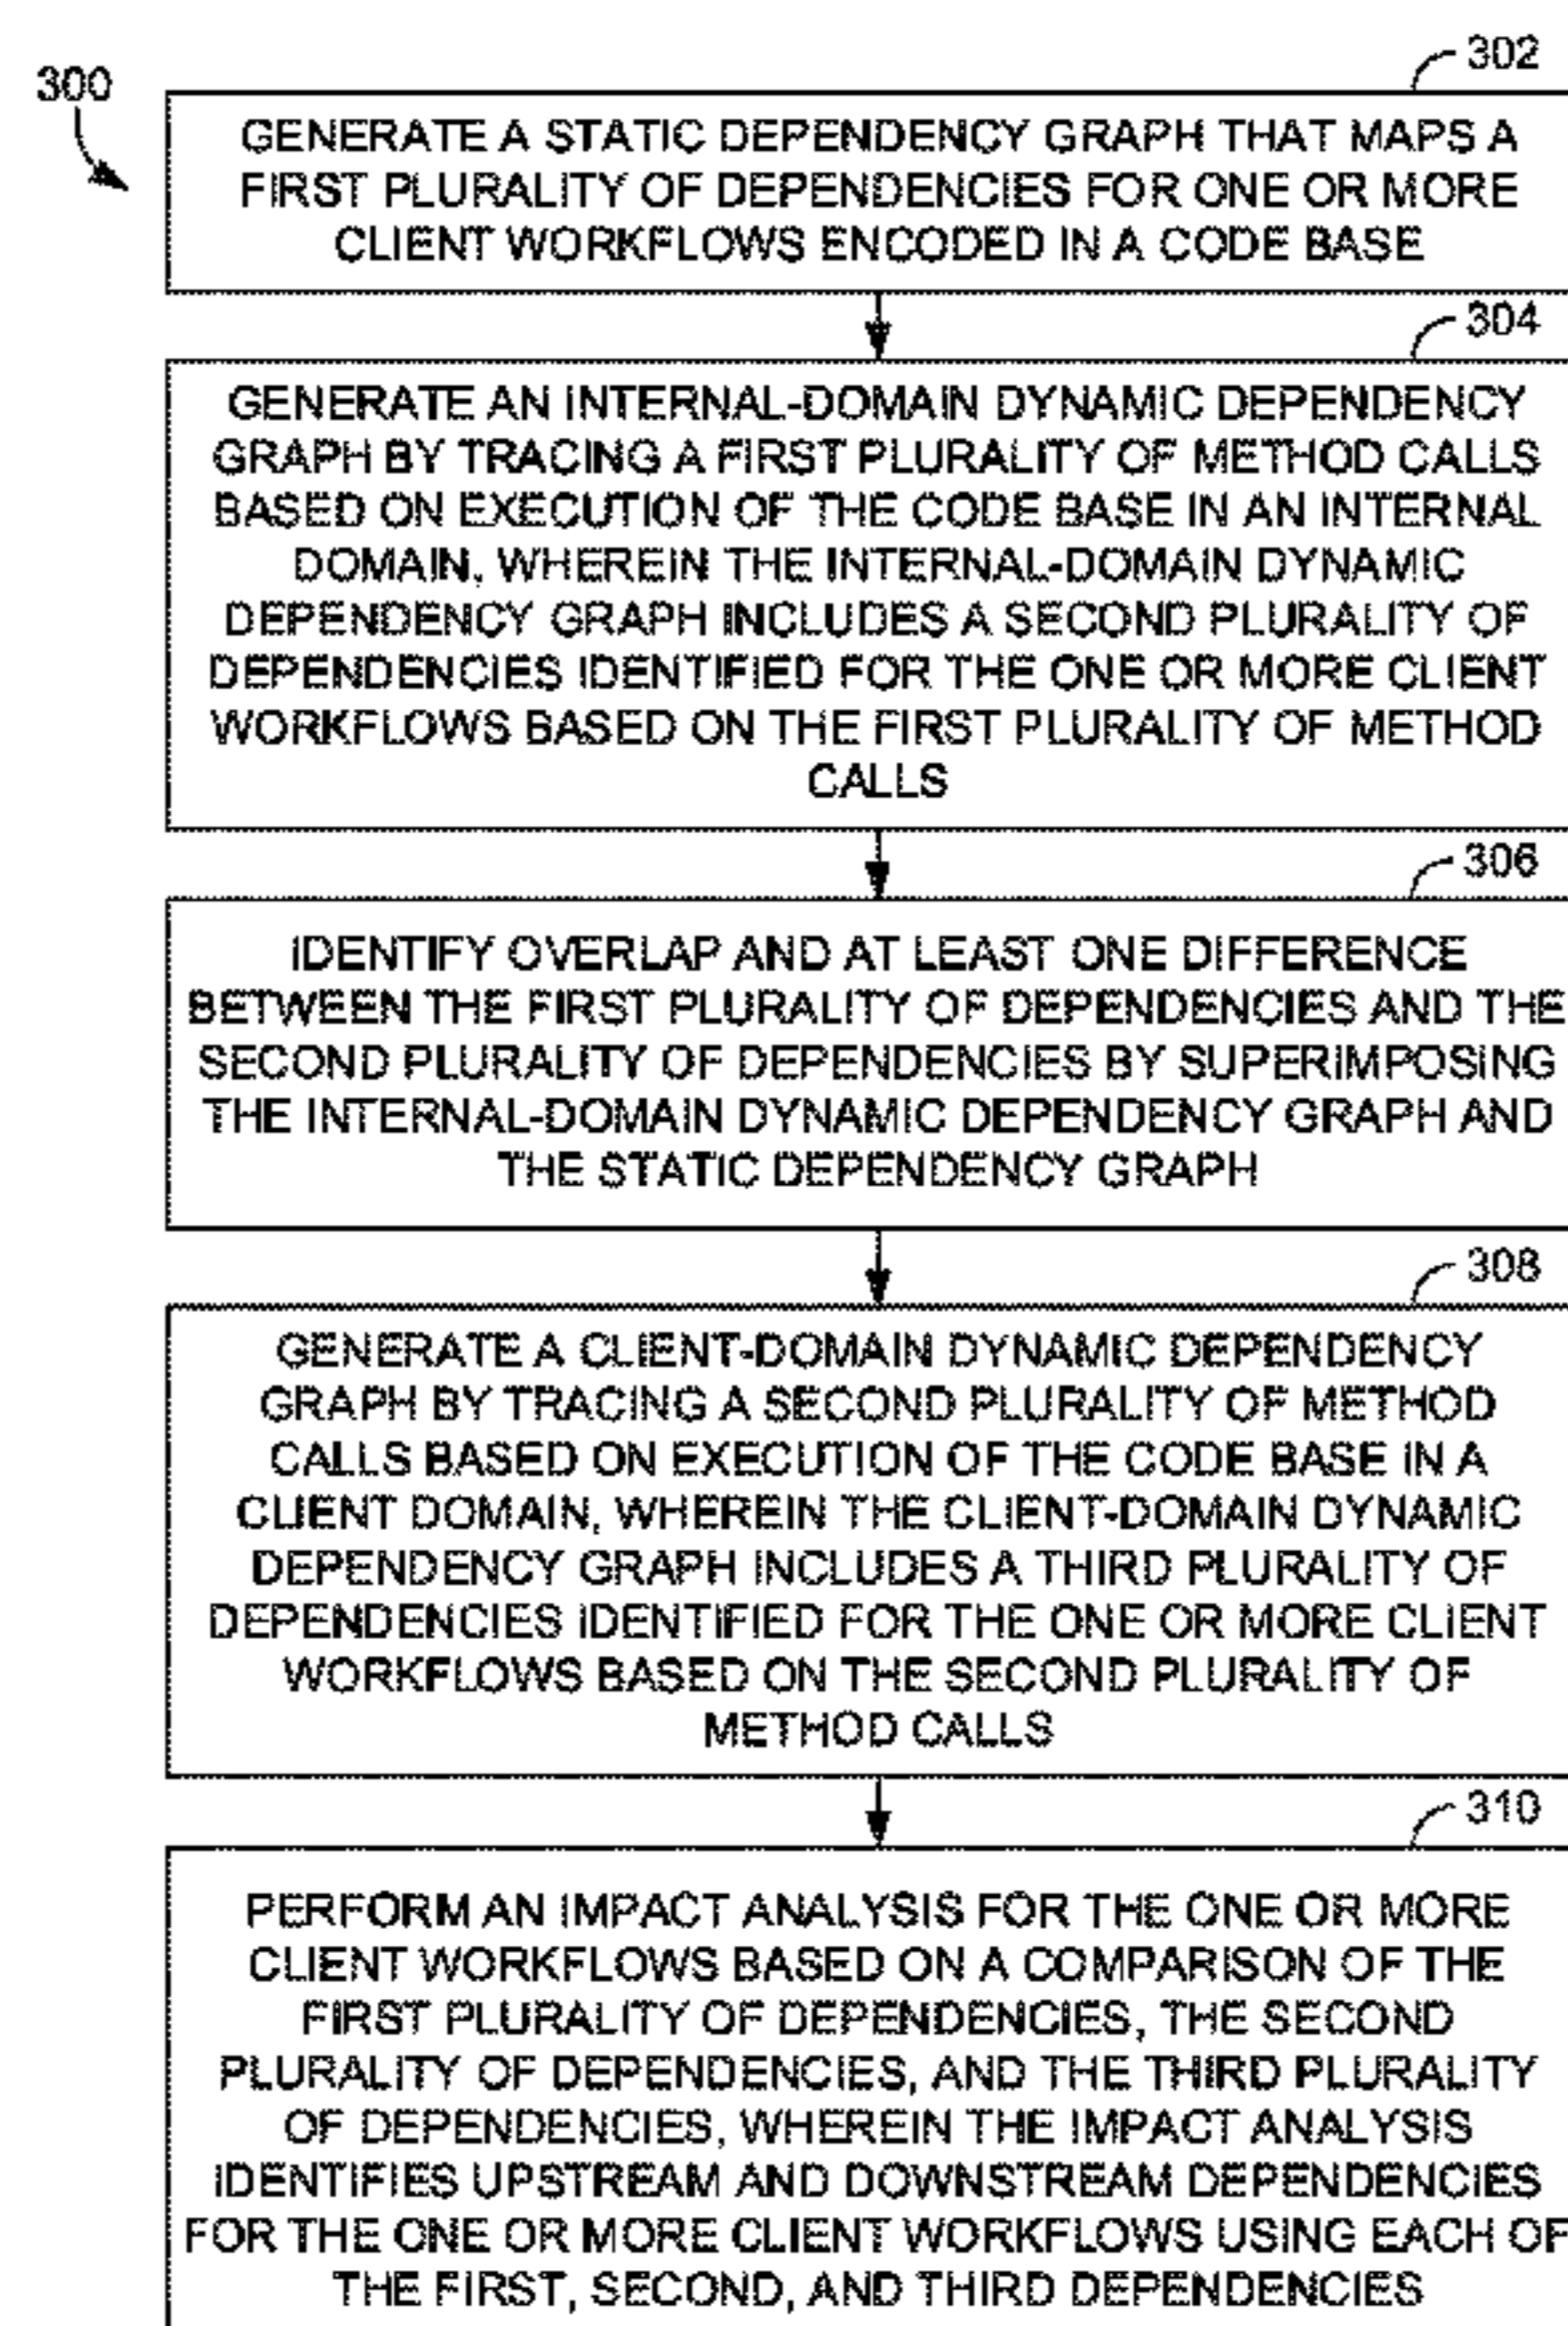 302
300
GENERATE A STATIC DEPENDENCY GRAPH THAT MAPS A
FIRST PLURALITY OF DEPENDENCIES FOR ONE OR MORE
CLIENT WORKFLOWS ENCODED IN A CODE BASE
304
GENERATE AN INTERNAL-DOMAIN DYNAMIC DEPENDENCY
GRAPH BY TRACING A FIRST PLURALITY OF METHOD CALLS
BASED ON EXECUTION OF THE CODE BASE IN AN INTERNAL
DOMAIN, WHEREIN THE INTERNAL-DOMAIN DYNAMIC
DEPENDENCY GRAPH INCLUDES A SECOND PLURALITY OF
DEPENDENCIES IDENTIFIED FOR THE ONE OR MORE CLIENT
WORKFLOWS BASED ON THE FIRST PLURALITY OF METHOD
CALLS
306
IDENTIFY OVERLAP AND AT LEAST ONE DIFFERENCE
BETWEEN THE FIRST PLURALITY OF DEPENDENCIES AND THE
SECOND PLURALITY OF DEPENDENCIES BY SUPERIMPOSING
THE INTERNAL-DOMAIN DYNAMIC DEPENDENCY GRAPH AND
THE STATIC DEPENDENCY GRAPH
308
GENERATE A CLIENT-DOMAIN DYNAMIC DEPENDENCY
GRAPH BY TRACING A SECOND PLURALITY OF METHOD
CALLS BASED ON EXECUTION OF THE CODE BASE IN A
CLIENT DOMAIN, WHEREIN THE CLIENT-DOMAIN DYNAMIC
DEPENDENCY GRAPH INCLUDES A THIRD PLURALITY OF
DEPENDENCIES IDENTIFIED FOR THE ONE OR MORE CLIENT
WORKFLOWS BASED ON THE SECOND PLURALITY OF
METHOD CALLS
310
PERFORM AN IMPACT ANALYSIS FOR THE ONE OR MORE
CLIENT WORKFLOWS BASED ON A COMPARISON OF THE
FIRST PLURALITY OF DEPENDENCIES, THE SECOND
PLURALITY OF DEPENDENCIES, AND THE THIRD PLURALITY
OF DEPENDENCIES, WHEREIN THE IMPACT ANALYSIS
IDENTIFIES UPSTREAM AND DOWNSTREAM DEPENDENCIES
FOR THE ONE OR MORE CLIENT WORKFLOWS USING EACH OF
THE FIRST, SECOND, AND THIRD DEPENDENCIES